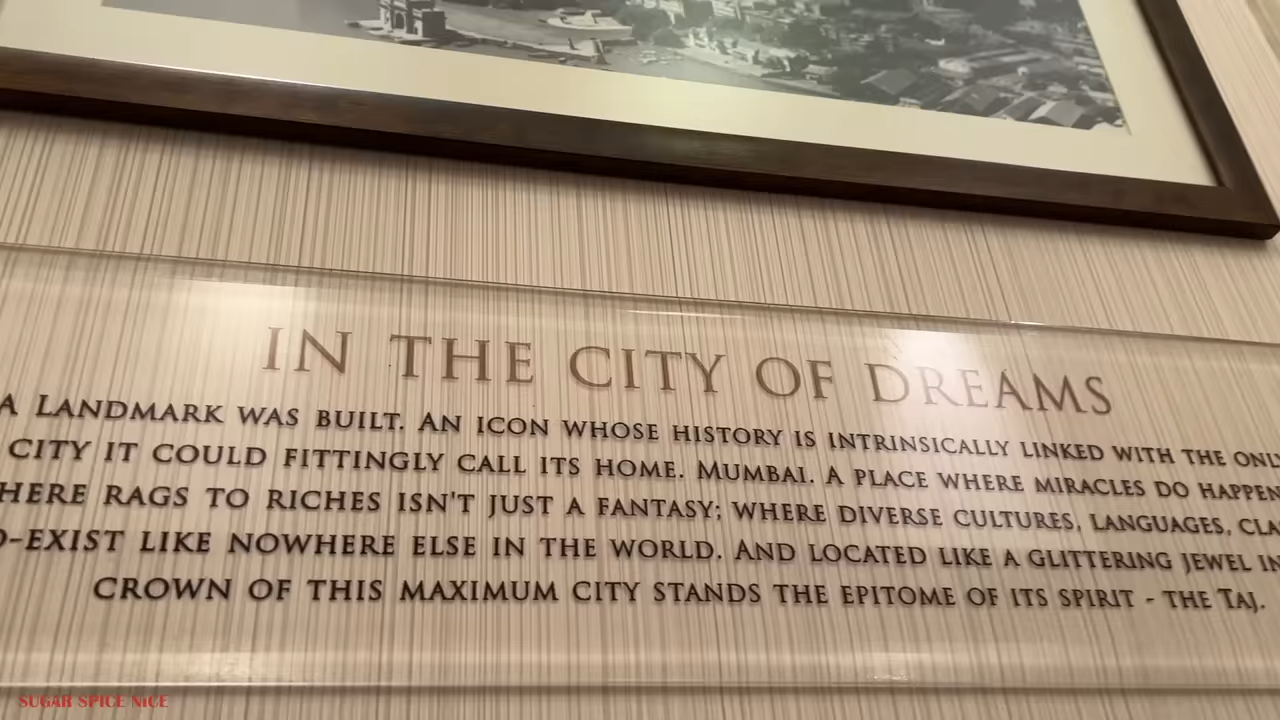 IN THE CITY OF DREAMS
A LANDMARK WAS BUILT. AN ICON WHOSE HISTORY IS INTRINSICALLY LINKED WITH THE
CITY IT COULD FITTINGLY CALL ITS HOME. MUMBAI. A PLACE WHERE MIRACLES DO HAPPEN
RAGS TO RICHES ISN'T JUST A FANTASY; WHERE DIVERSE CULTURES, LANGUAGES,
-EXIST LIKE NOWHERE ELSE IN THE WORLD. AND LOCATED LIKE A GLITTERING JEWEL IN
CROWN OF THIS MAXIMUM CITY STANDS THE EPITOME OF ITS SPIRIT - THE TAJ.
SUGAR SPICE NICE